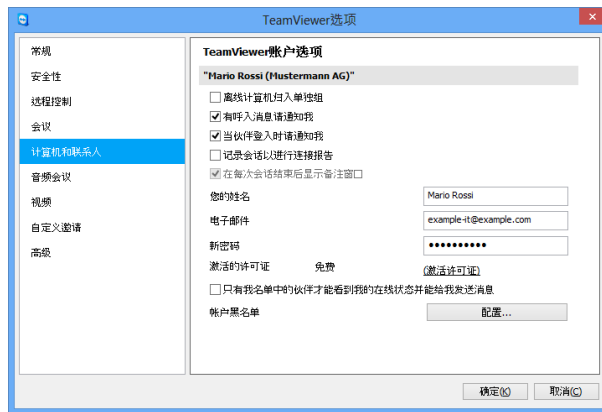 TeamViewer选项
常规
安全性
远程控制
会议
计算机和联系人
音频会议
视频
自定义邀请
高级
TeamViewer账户选项
"Mario Rossi (Mustermann AG)"
离线计算机归入单独组
有呼入消息请通知我
当伙伴登入时请通知我
记录会话以进行连接报告
在每次会话结束后显示备注窗口
您的姓名 Mario Rossi
电子邮件 example-it@example.com
新密码 ••••••••••
激活的许可证 免费 (激活许可证)
只有我名单中的伙伴才能看到我的在线状态并能给我发送消息
帐户黑名单 配置...
确定(O) 取消(C)